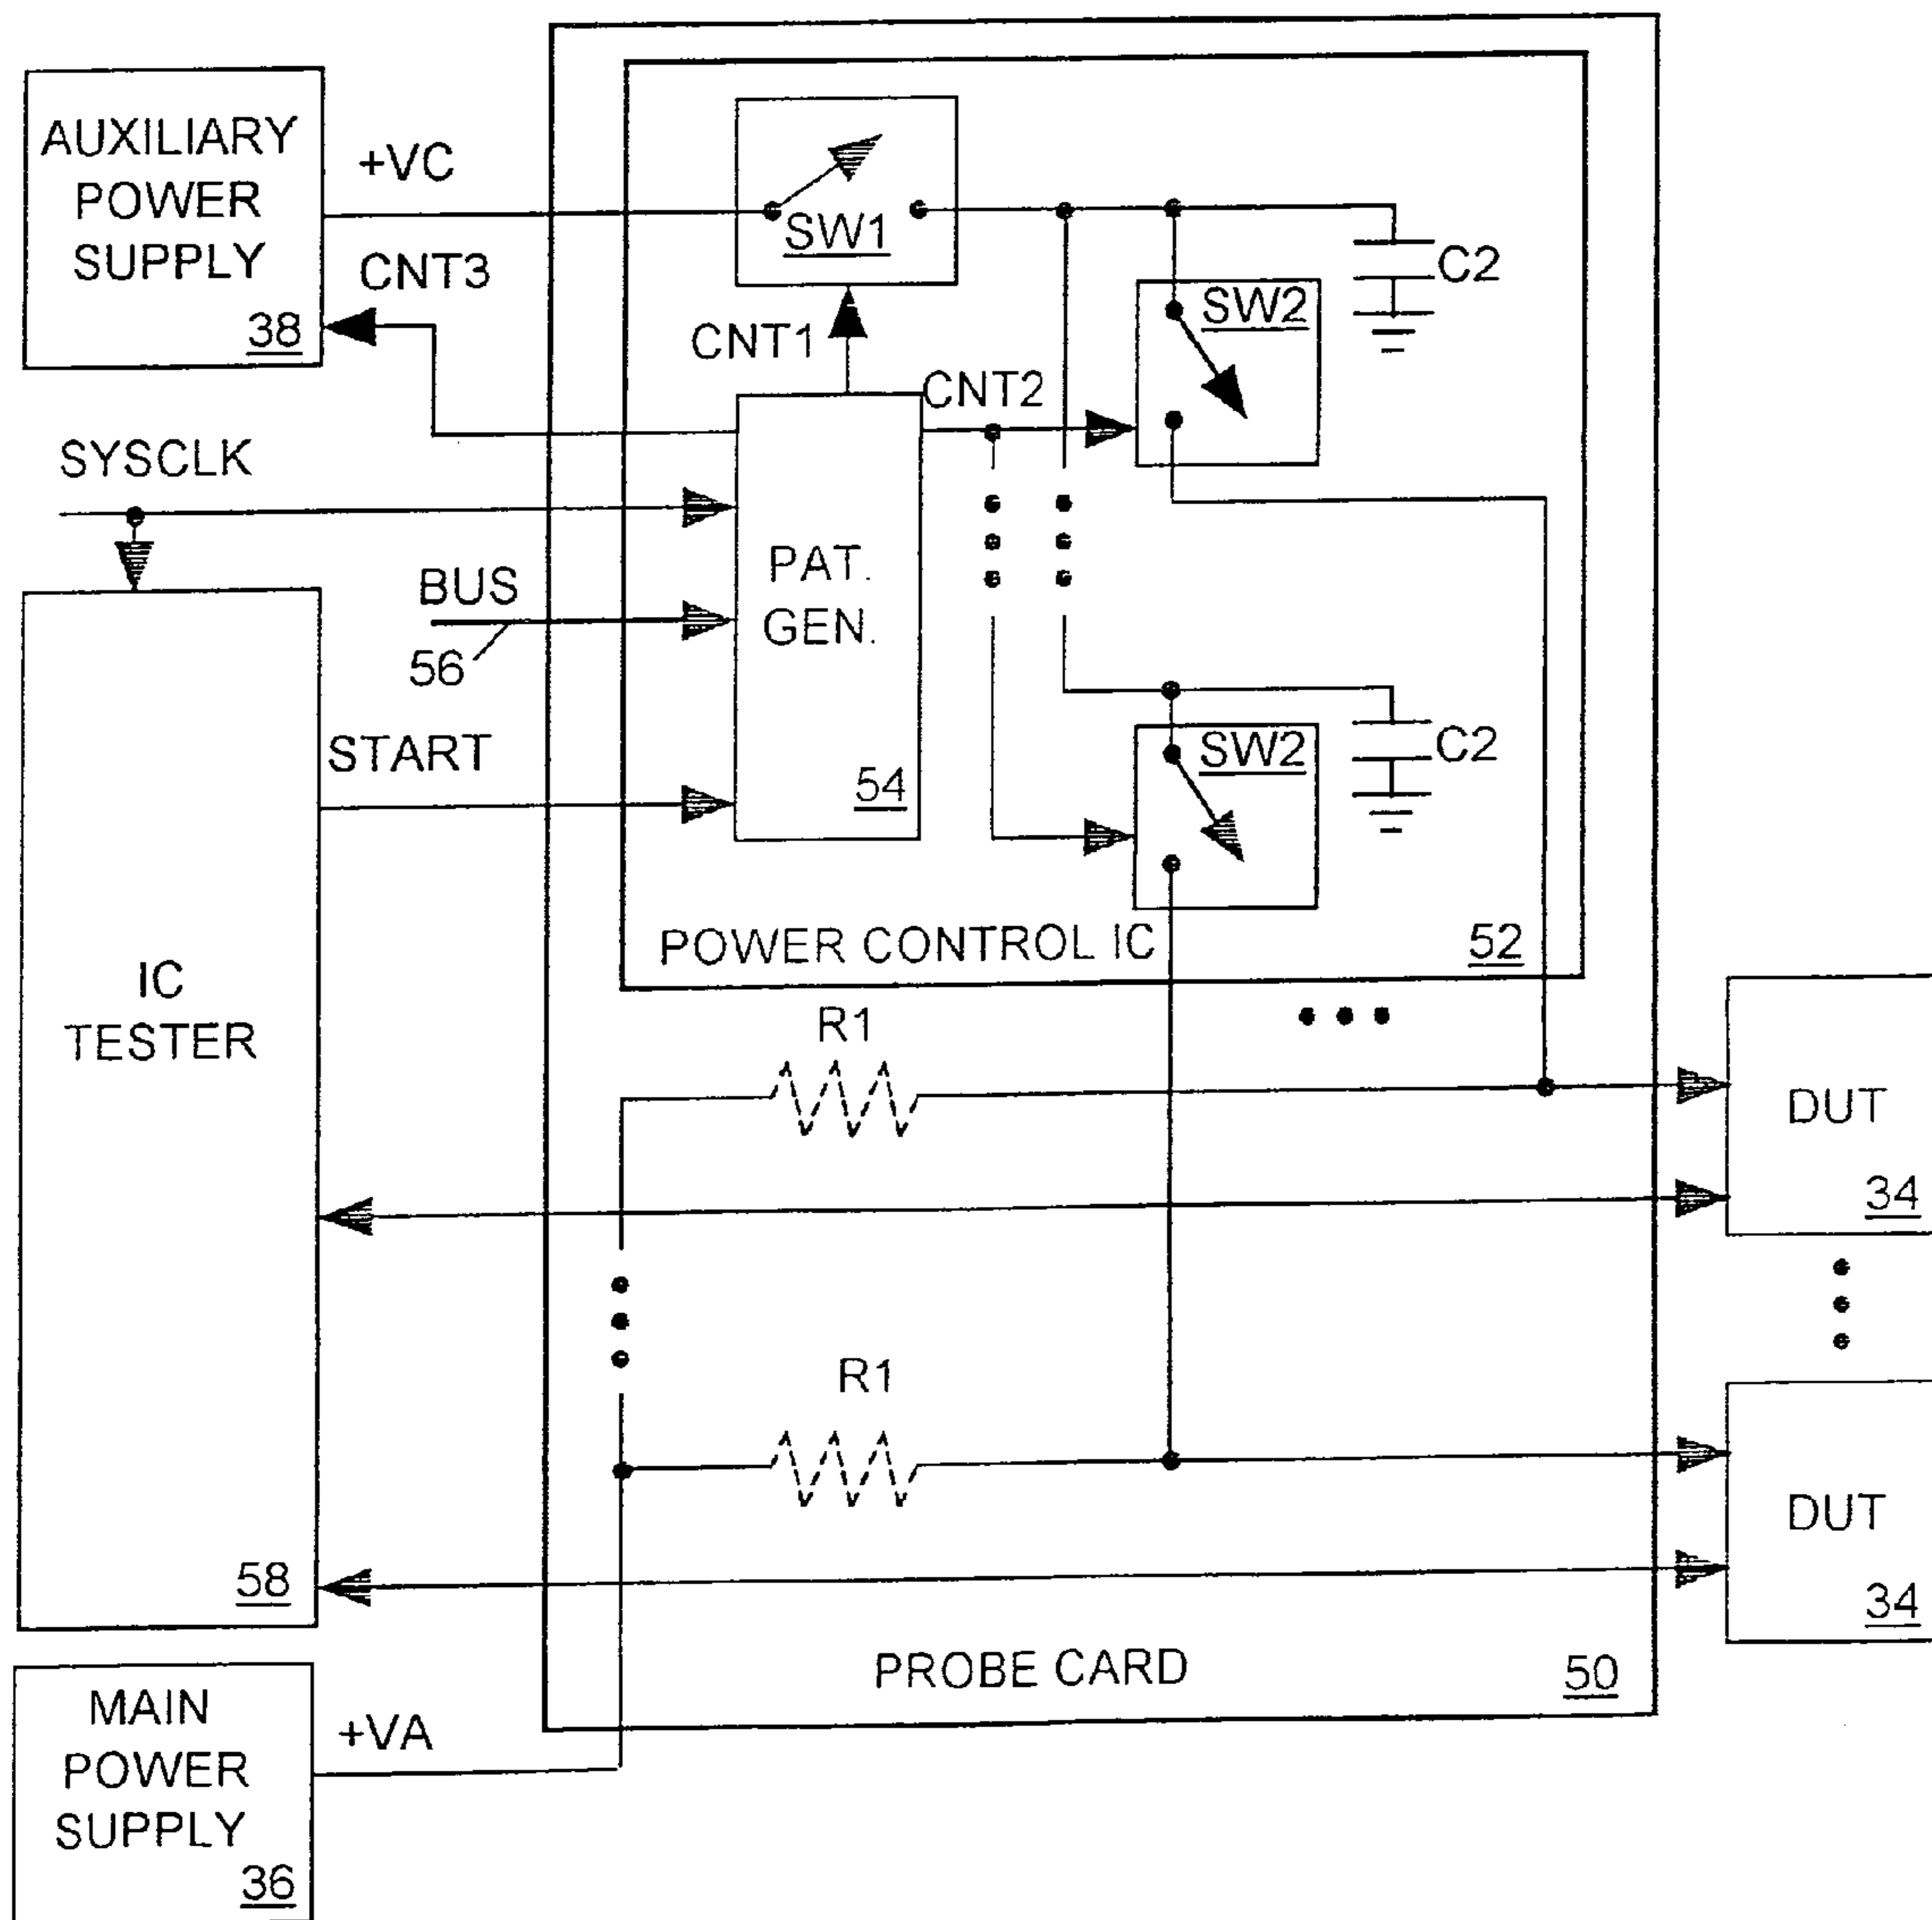 AUXILIARY
POWER
SUPPLY
38
+VC
CNT3
SW1
CNT1
CNT2
SW2
C2
SYSCLK
BUS
56
PAT.
GEN.
54
START
SW2
C2
POWER CONTROL IC
52
IC
TESTER
58
R1
DUT
34
R1
DUT
34
PROBE CARD
50
MAIN
POWER
SUPPLY
36
+VA